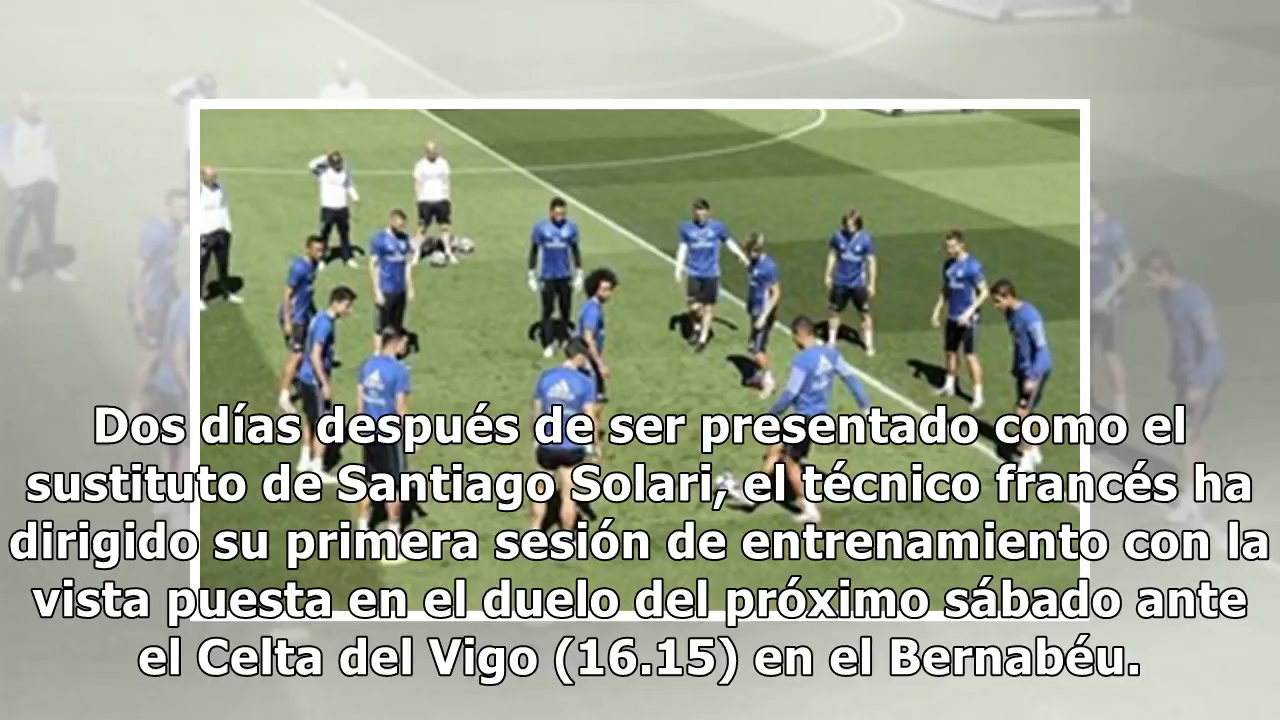 Dos días después de ser presentado como el
sustituto de Santiago Solari, el técnico francés ha
dirigido su primera sesión de entrenamiento con la
vista puesta en el duelo del próximo sábado ante
el Celta del Vigo (16.15) en el Bernabéu.